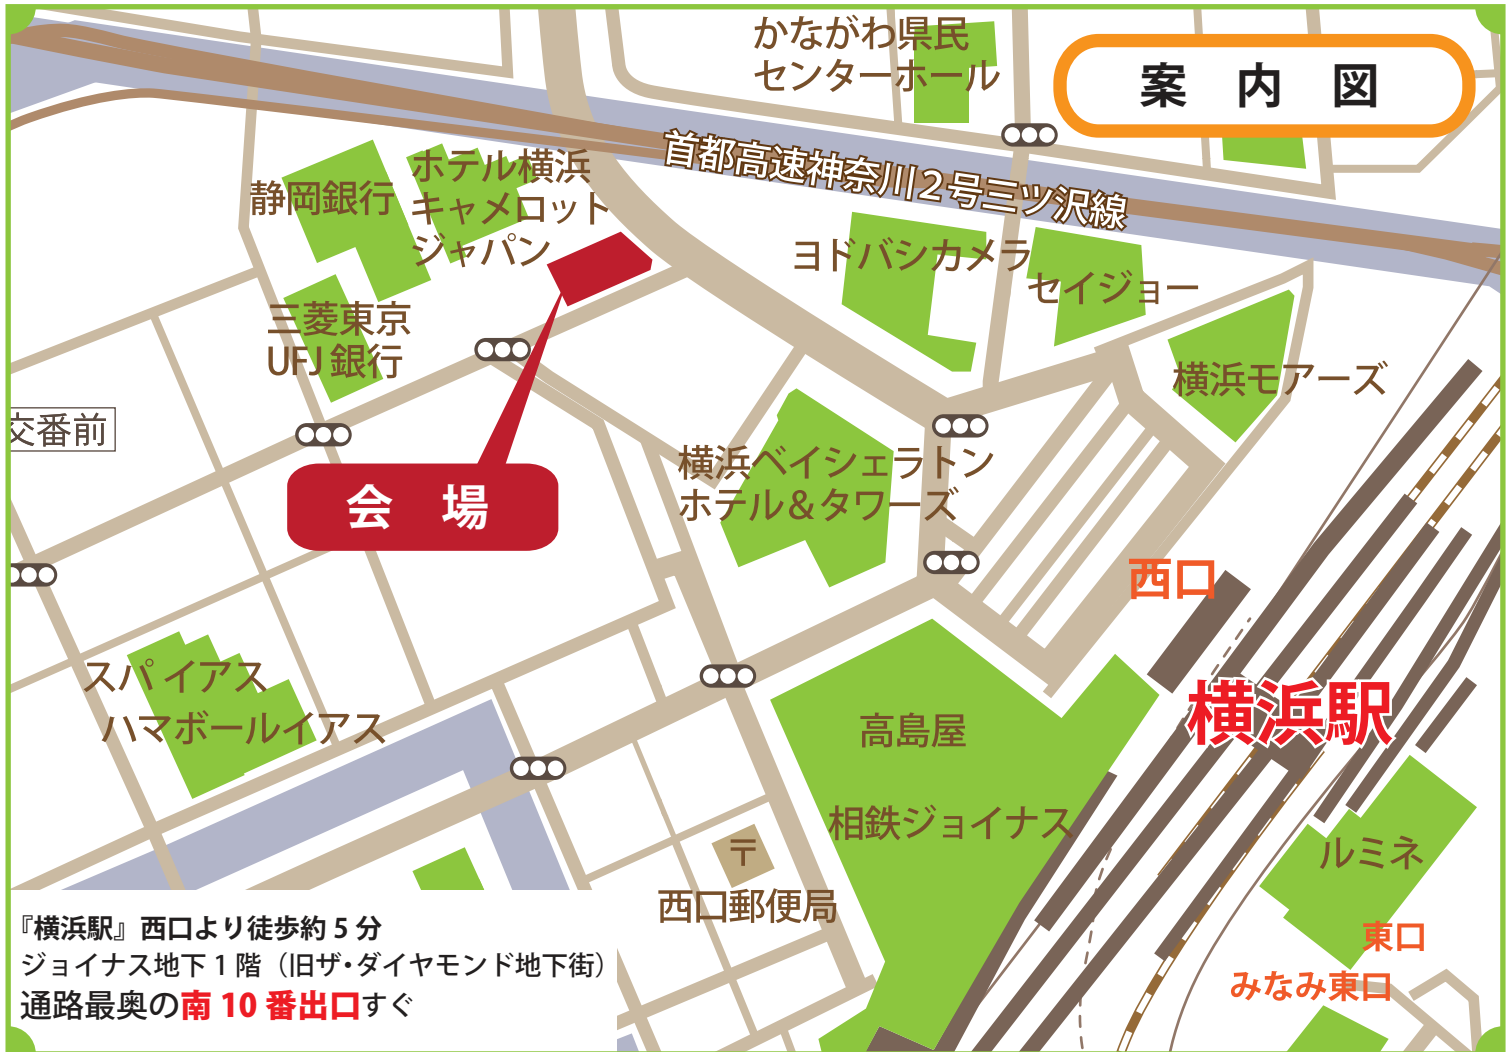 かながわ県民
センターホール
案 内 図
首都高速神奈川２号三ツ沢線
静岡銀行
ホテル横浜
キャメロット
ジャパン
ヨドバシカメラ
セイジョー
三菱東京
UFJ 銀行
横浜モアーズ
交番前
横浜ベイシェラトン
ホテル＆タワーズ
会 場
西口
スパ イアス
ハマボールイアス
横浜駅
高島屋
相鉄ジョイナス
ルミネ
〒
西口郵便局
東口
みなみ東口
『横浜駅』西口より徒歩約 5 分
ジョイナス地下 1 階（旧ザ・ダイヤモンド地下街）
通路最奥の南 10 番出口すぐ